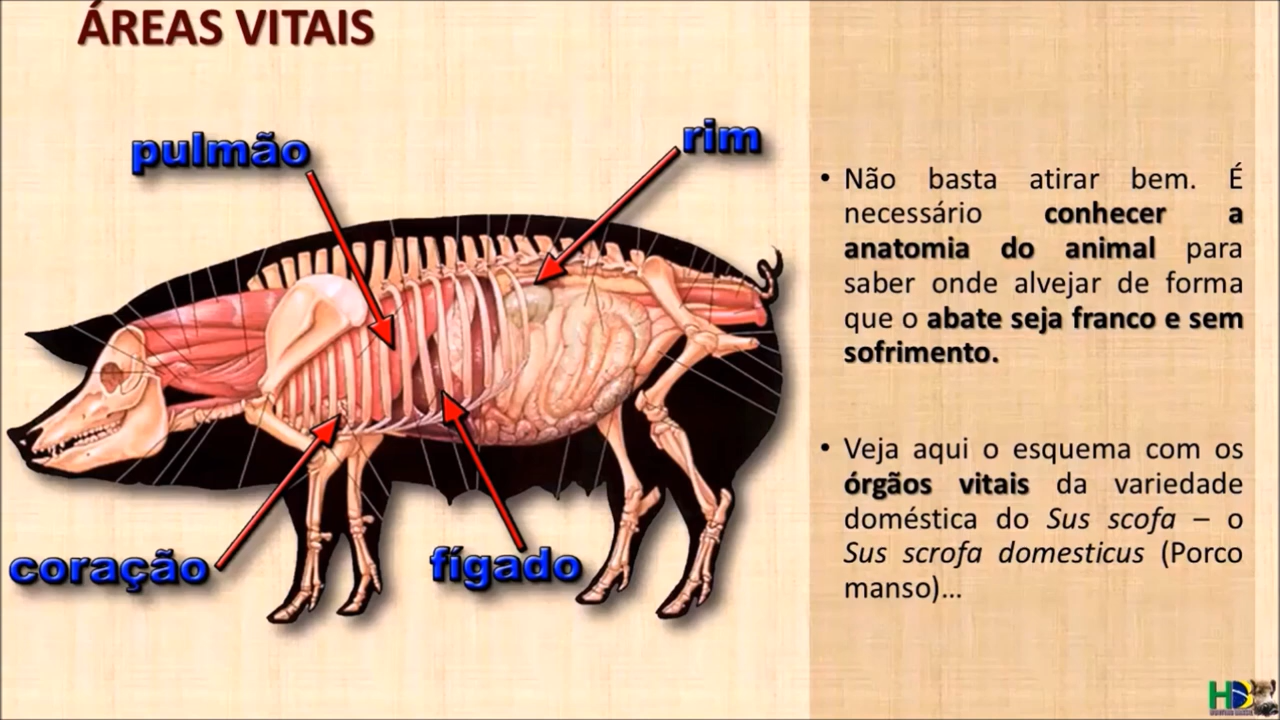 ÁREAS VITAIS
pulmão
rim
coração
fígado
• Não basta atirar bem. É
necessário conhecer a
anatomia do animal para
saber onde alvejar de forma
que o abate seja franco e sem
sofrimento.
• Veja aqui o esquema com os
órgãos vitais da variedade
doméstica do Sus scofa – o
Sus scrofa domesticus (Porco
manso)...